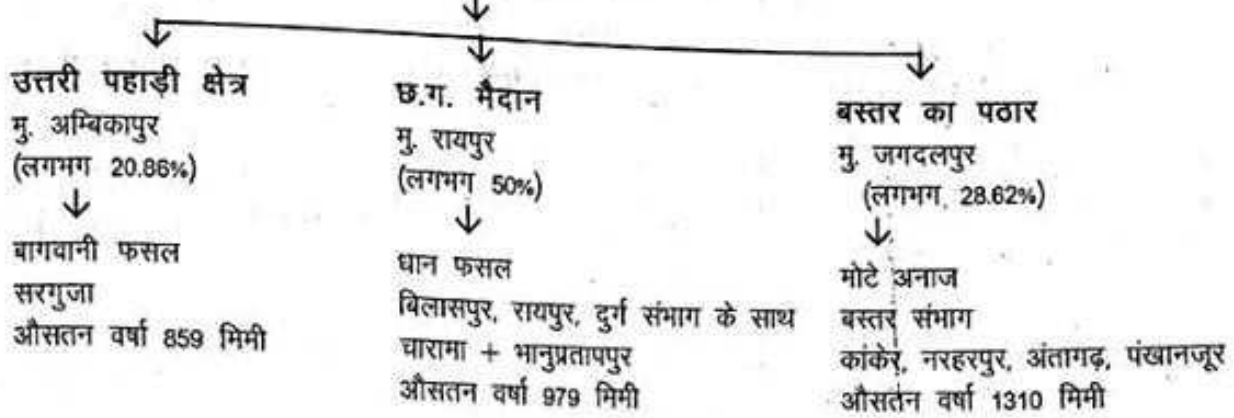 उत्तरी पहाड़ी क्षेत्र
मु. अम्बिकापुर
(लगभग 20.86%)
बागवानी फसल
सरगुजा
औसतन वर्षा 859 मिमी
छ.ग. मैदान
मु. रायपुर
(लगभग 50%)
धान फसल
बिलासपुर, रायपुर, दुर्ग संभाग के साथ
चारामा + भानुप्रतापपुर
औसतन वर्षा 979 मिमी
बस्तर का पठार
मु. जगदलपुर
(लगभग 28.62%)
मोटे अनाज
बस्तर संभाग
कांकेर, नरहरपुर, अंतागढ़, पंखानजूर
औसतन वर्षा 1310 मिमी